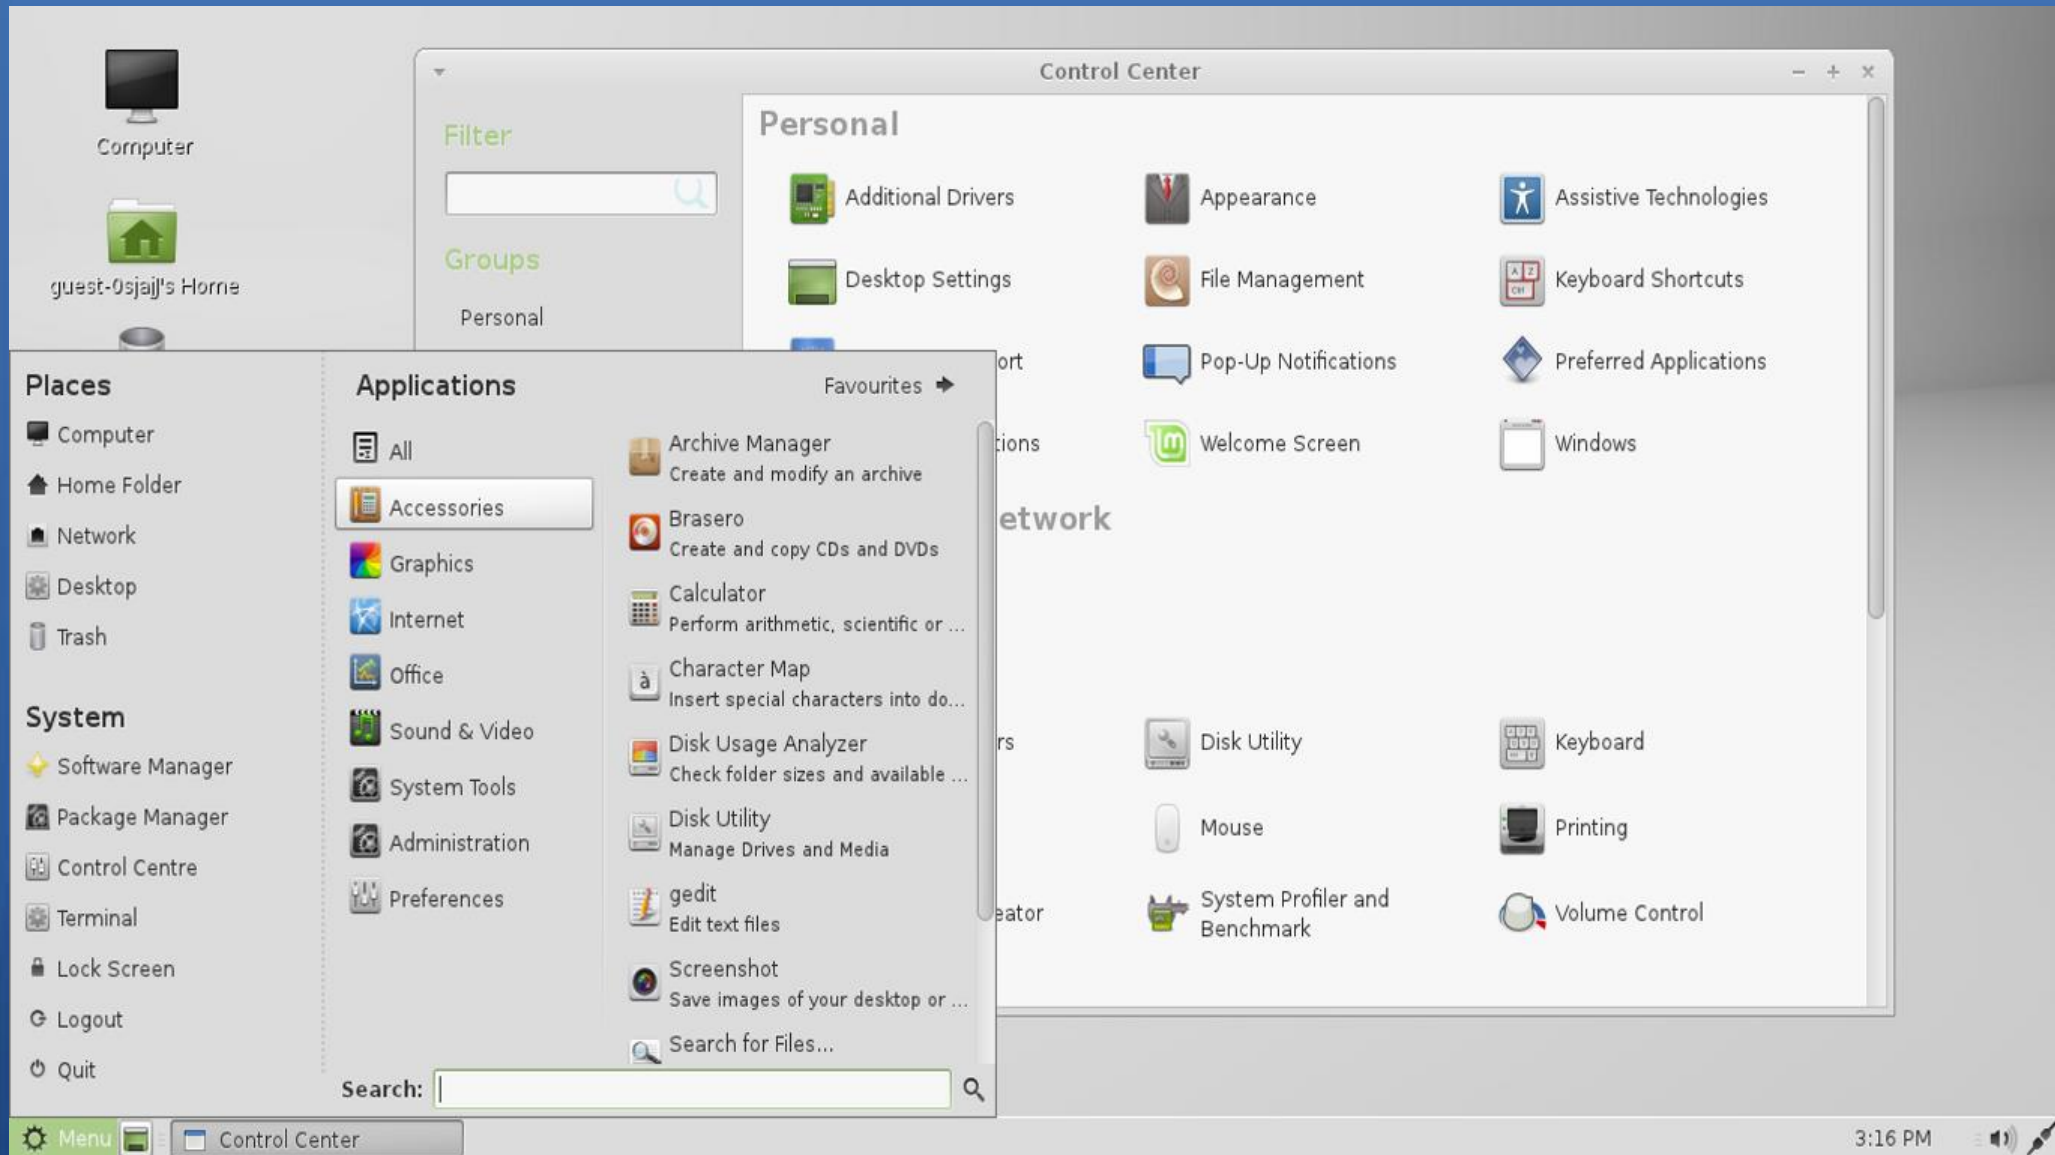 Computer
guest-0sjajJ's Home
Control Center
Filter
Groups
Personal
Personal
Additional Drivers
Appearance
Assistive Technologies
Desktop Settings
File Management
Keyboard Shortcuts
ort
Pop-Up Notifications
Preferred Applications
tions
Welcome Screen
Windows
etwork
rs
Disk Utility
Keyboard
Mouse
Printing
eator
System Profiler and
Benchmark
Volume Control
Places
Computer
Home Folder
Network
Desktop
Trash
System
Software Manager
Package Manager
Control Centre
Terminal
Lock Screen
Logout
Quit
Applications
Favourites
All
Accessories
Graphics
Internet
Office
Sound & Video
System Tools
Administration
Preferences
Archive Manager
Create and modify an archive
Brasero
Create and copy CDs and DVDs
Calculator
Perform arithmetic, scientific or ...
Character Map
Insert special characters into do...
Disk Usage Analyzer
Check folder sizes and available ...
Disk Utility
Manage Drives and Media
gedit
Edit text files
Screenshot
Save images of your desktop or ...
Search for Files...
Search:
Menu
Control Center
3:16 PM